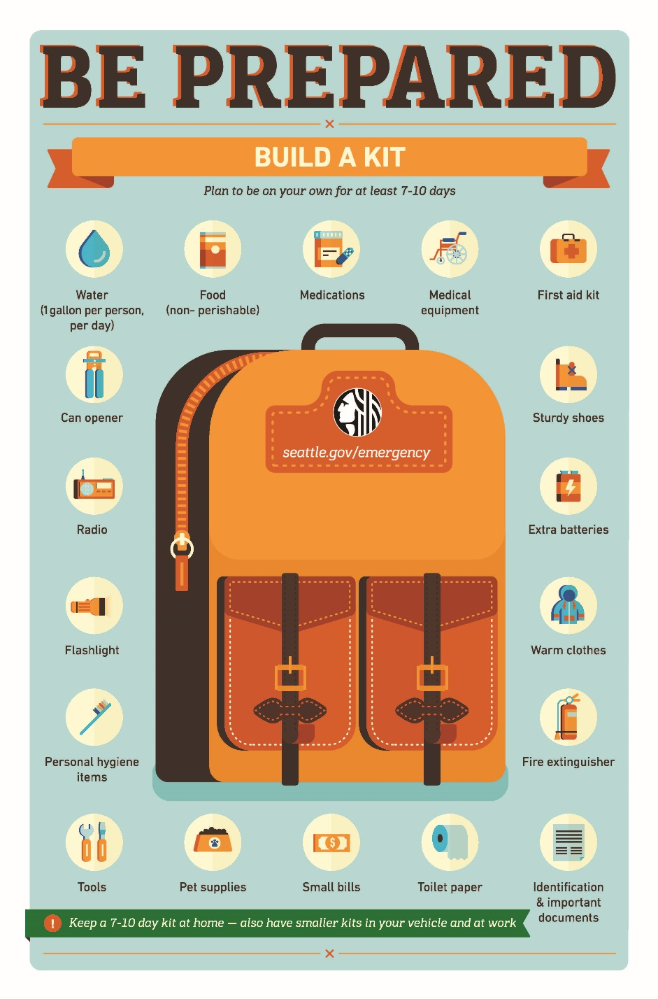 BE PREPARED
BUILD A KIT
Plan to be on your own for at least 7-10 days
Water
(1 gallon per person,
per day)
Food
(non- perishable)
Medications
Medical
equipment
First aid kit
Can opener
Sturdy shoes
seattle.gov/emergency
Radio
Extra batteries
Flashlight
Warm clothes
Personal hygiene
items
Fire extinguisher
Tools
Pet supplies
$
Small bills
Toilet paper
Identification
& important
documents
! Keep a 7-10 day kit at home — also have smaller kits in your vehicle and at work